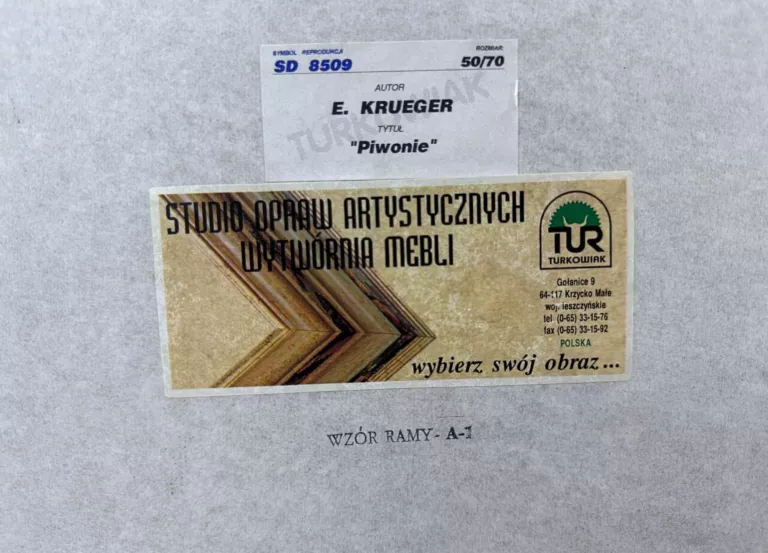 SYMBOL REPRODUKCJI
ROZMIAR
SD 8509
50/70
AUTOR
E. KRUEGER
TYTUŁ
"Piwonie"
TURKOWIAK
STUDIO OPRAW ARTYSTYCZNYCH
WYTWÓRNIA MEBLI
TUR
TURKOWIAK
Gołanice 9
64-117 Krzycko Małe
woj. leszczyńskie
tel (0-65) 33-15-76
fax (0-65) 33-15-92
POLSKA
wybierz swój obraz...
WZÓR RAMY- A-1